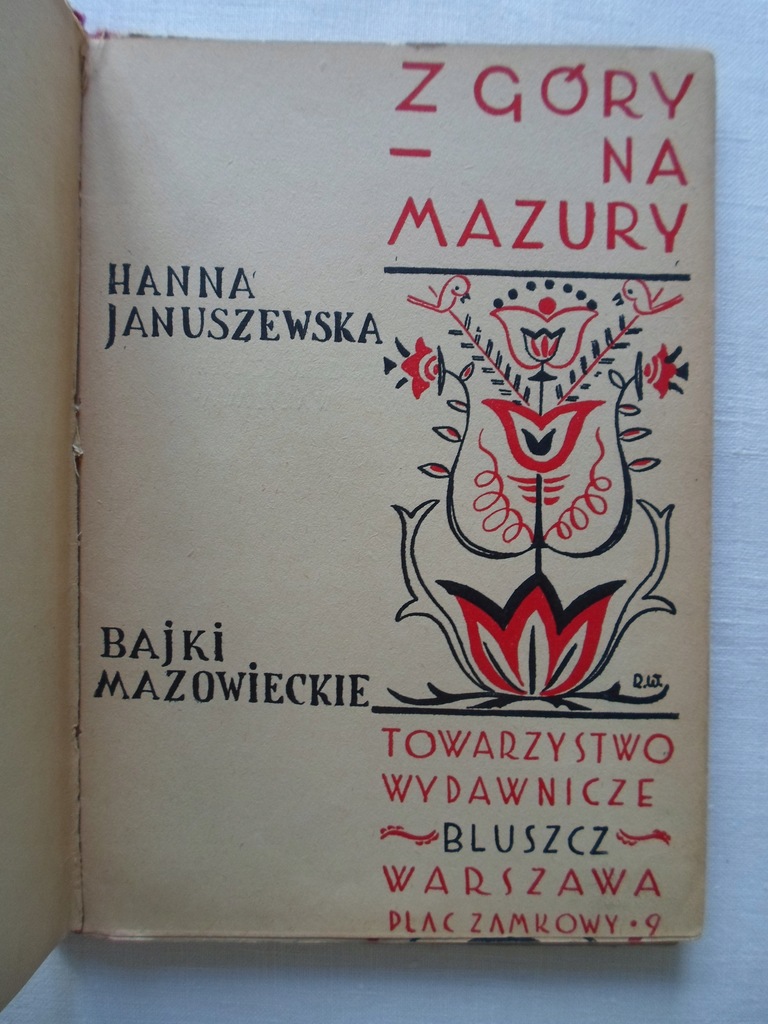 Z GÓRY
— NA
MAZURY
HANNA
JANUSZEWSKA
BAJKI
MAZOWIECKIE
R.W.
TOWARZYSTWO
WYDAWNICZE
BLUSZCZ
WARSZAWA
PLAC ZAMKOWY • 9